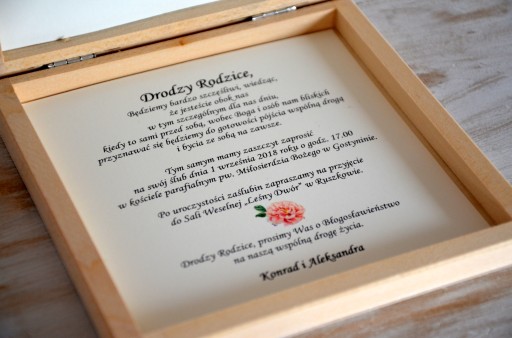 Drodzy Rodzice,
Będziemy bardzo szczęśliwi, wiedząc,
że jesteście obok nas
w tym szczególnym dla nas dniu,
kiedy to sami przed sobą, wobec Boga i osób nam bliskich
przyznawać się będziemy do gotowości pójścia wspólną drogą
i bycia ze sobą na zawsze.
Tym samym mamy zaszczyt zaprosić
na swój ślub dnia 1 września 2018 roku o godz. 17.00
w kościele parafialnym pw. Miłosierdzia Bożego w Gostyninie.
Po uroczystości zaślubin zapraszamy na przyjęcie
do Sali Weselnej „Leśny Dwór” w Ruszkowie.
Drodzy Rodzice, prosimy Was o Błogosławieństwo
na naszą wspólną drogę życia.
Konrad i Aleksandra